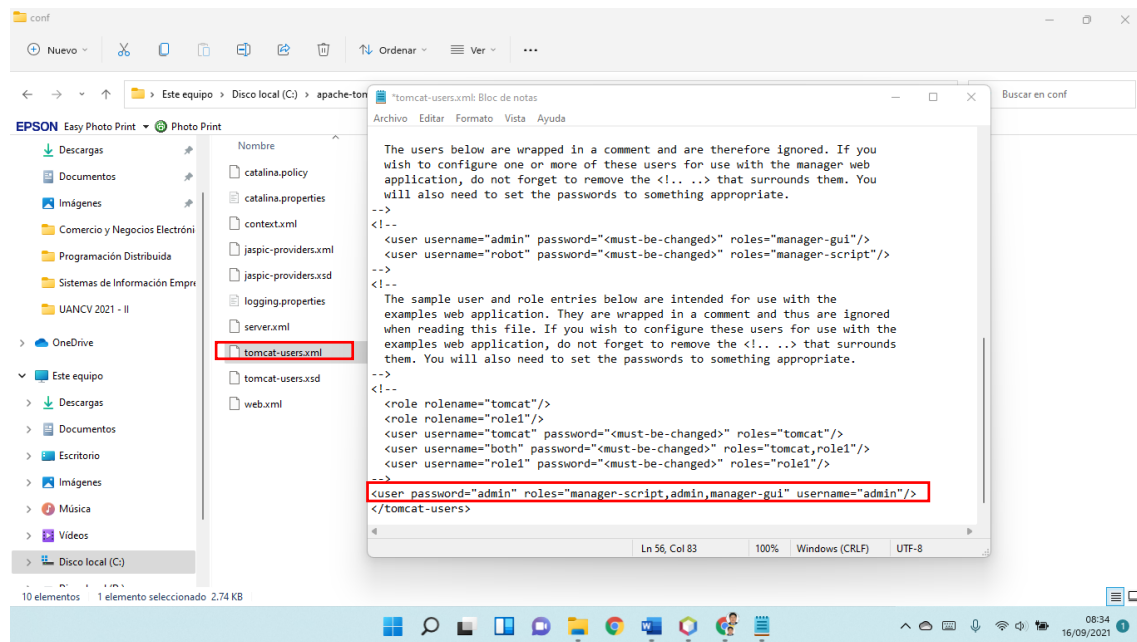 conf
Nuevo
Ordenar
Ver
Este equipo > Disco local (C:) > apache-tom
Buscar en conf
EPSON Easy Photo Print Photo Print
Descargas
Documentos
Imágenes
Comercio y Negocios Electróni
Programación Distribuida
Sistemas de Información Empre
UANCV 2021 - II
OneDrive
Este equipo
Descargas
Documentos
Escritorio
Imágenes
Música
Vídeos
Disco local (C:)
Nombre
catalina.policy
catalina.properties
context.xml
jaspic-providers.xml
jaspic-providers.xsd
logging.properties
server.xml
tomcat-users.xml
tomcat-users.xsd
web.xml
*tomcat-users.xml: Bloc de notas
Archivo Editar Formato Vista Ayuda
The users below are wrapped in a comment and are therefore ignored. If you
wish to configure one or more of these users for use with the manager web
application, do not forget to remove the <!.. ..> that surrounds them. You
will also need to set the passwords to something appropriate.
-->
<!--
<user username="admin" password="<must-be-changed>" roles="manager-gui"/>
<user username="robot" password="<must-be-changed>" roles="manager-script"/>
-->
<!--
The sample user and role entries below are intended for use with the
examples web application. They are wrapped in a comment and thus are ignored
when reading this file. If you wish to configure these users for use with the
examples web application, do not forget to remove the <!.. ..> that surrounds
them. You will also need to set the passwords to something appropriate.
-->
<!--
<role rolename="tomcat"/>
<role rolename="role1"/>
<user username="tomcat" password="<must-be-changed>" roles="tomcat"/>
<user username="both" password="<must-be-changed>" roles="tomcat,role1"/>
<user username="role1" password="<must-be-changed>" roles="role1"/>
-->
<user password="admin" roles="manager-script,admin,manager-gui" username="admin"/>
</tomcat-users>
Ln 56, Col 83 100% Windows (CRLF) UTF-8
10 elementos 1 elemento seleccionado 2.74 KB
08:34
16/09/2021 1